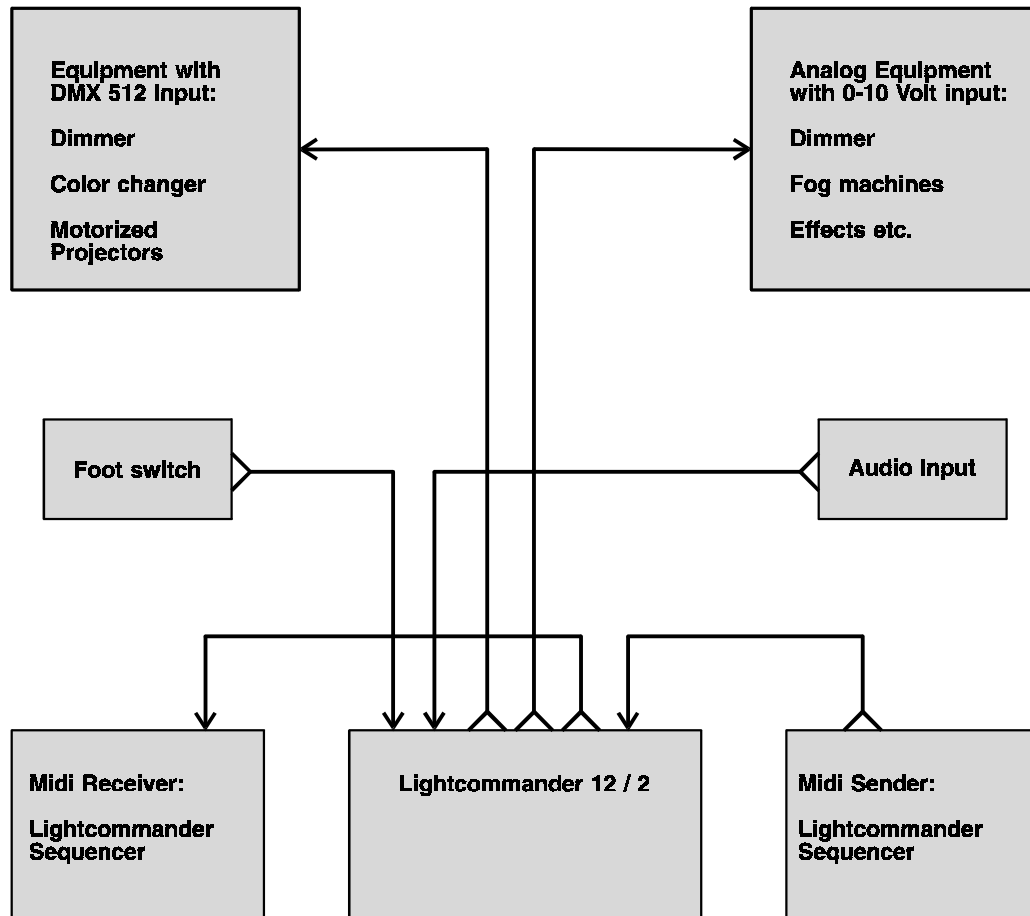 Equipment with
DMX 512 Input:
Dimmer
Color changer
Motorized
Projectors
Analog Equipment
with 0-10 Volt input:
Dimmer
Fog machines
Effects etc.
Foot switch
Audio Input
Midi Receiver:
Lightcommander
Sequencer
Lightcommander 12 / 2
Midi Sender:
Lightcommander
Sequencer